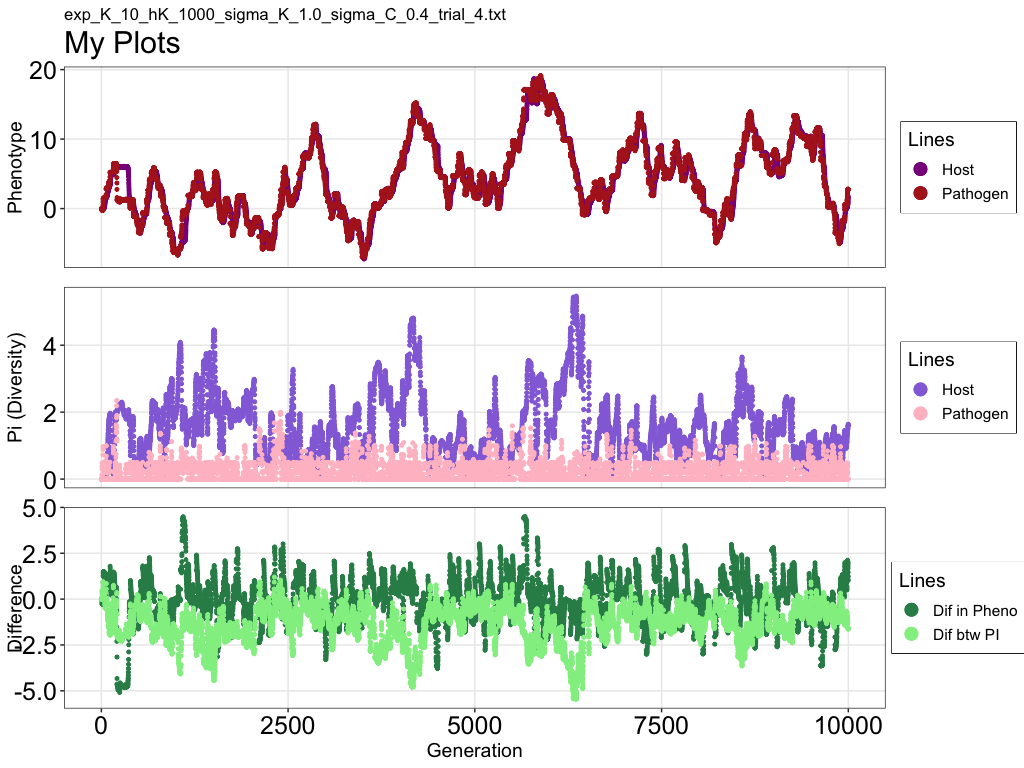 exp_K_10_hK_1000_sigma_K_1.0_sigma_C_0.4_trial_4.txt
My Plots
20
10
0
Phenotype
Lines
Host
Pathogen
4
2
0
Pi (Diversity)
Lines
Host
Pathogen
5.0
2.5
0.0
-2.5
-5.0
Difference
Lines
Dif in Pheno
Dif btw PI
0 2500 5000 7500 10000
Generation